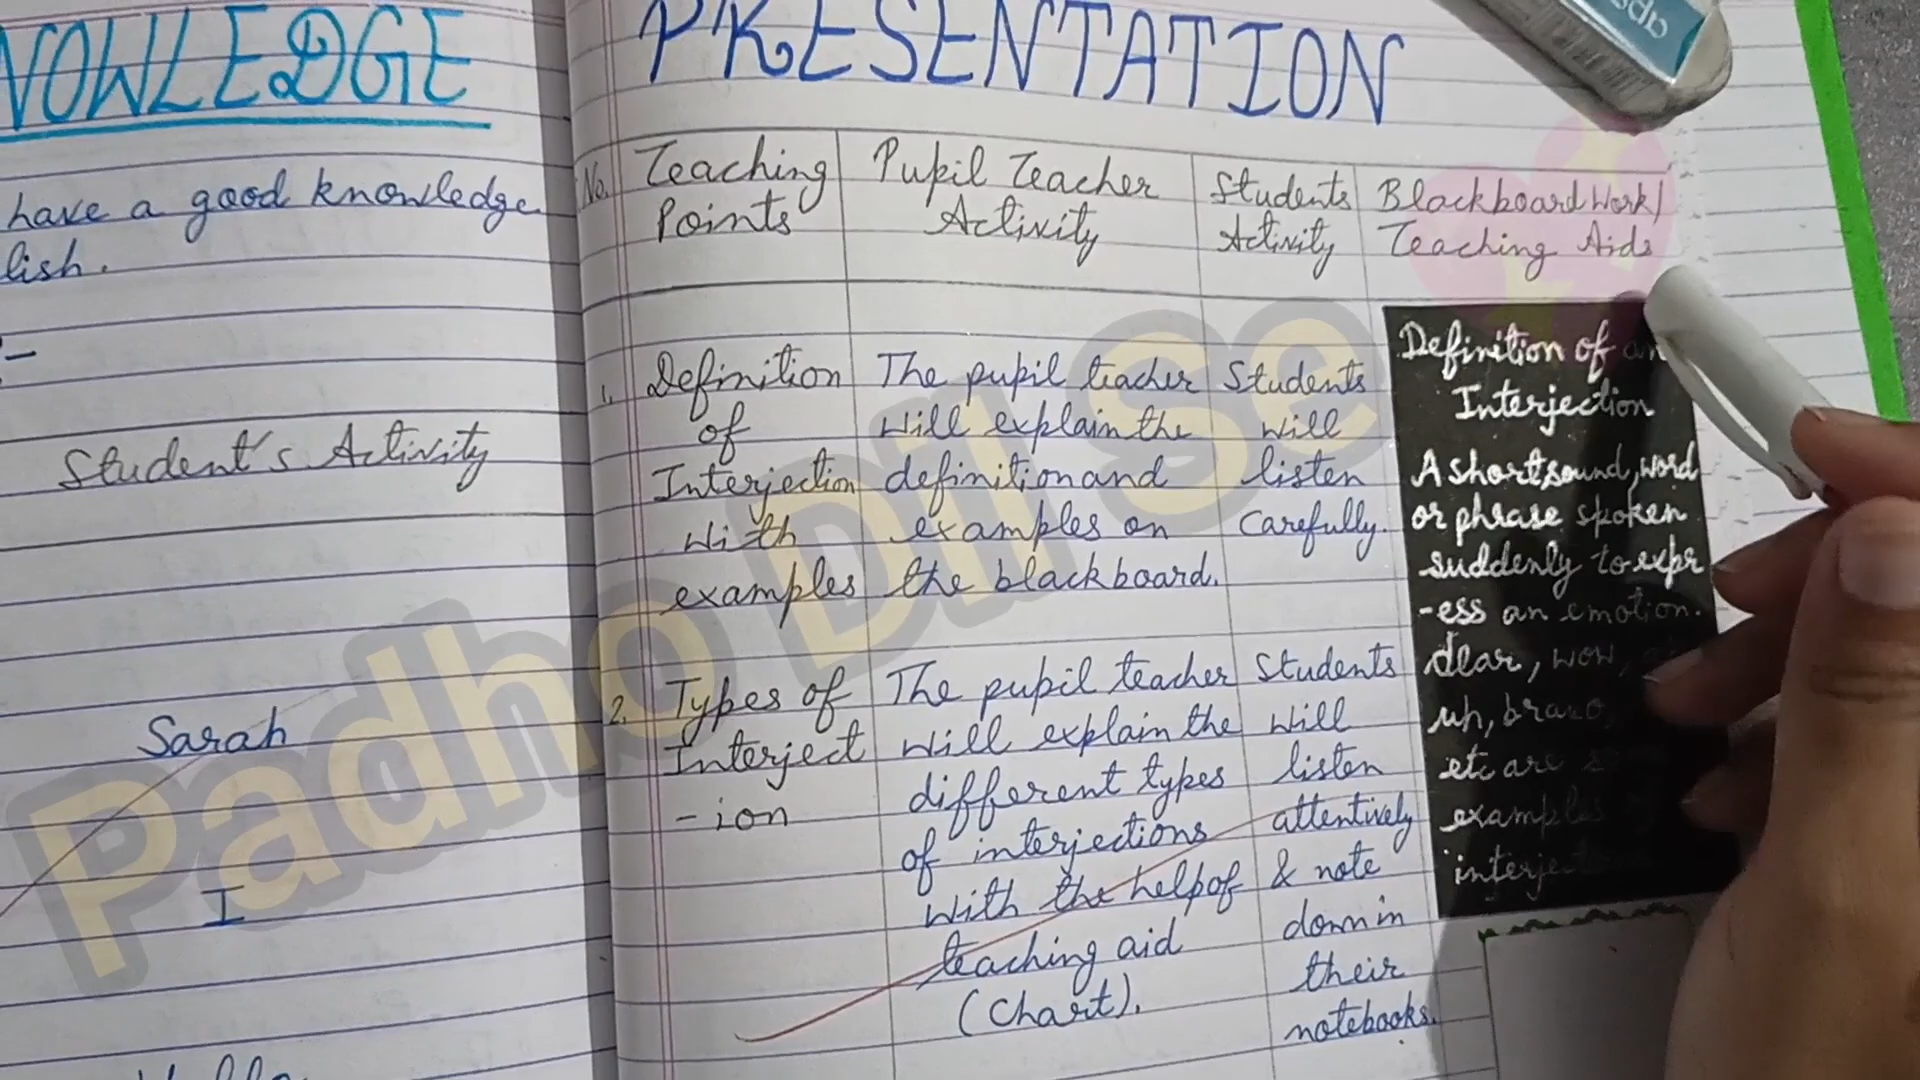 NOWLEDGE
have a good knowledge
lish.
:-
Student's Activity
Sarah
I
PRESENTATION
No.
Teaching
Points
Pupil Teacher
Activity
Students
Activity
Blackboard Work/
Teaching Aids
1.
Definition
of
Interjection
With
examples
The pupil teacher
will explain the
definition and
examples on
the blackboard.
Students
will
listen
carefully.
Definition of an
Interjection
A short sound, word
or phrase spoken
suddenly to expr
-ess an emotion.
dear, wow,
uh, bravo
etc are
examples
interje
2.
Types of
Interject
-ion
The pupil teacher
will explain the
different types
of interjections
with the help of
teaching aid
(Chart).
Students
will
listen
attentively
& note
down in
their
notebooks.
Padho Dil Se